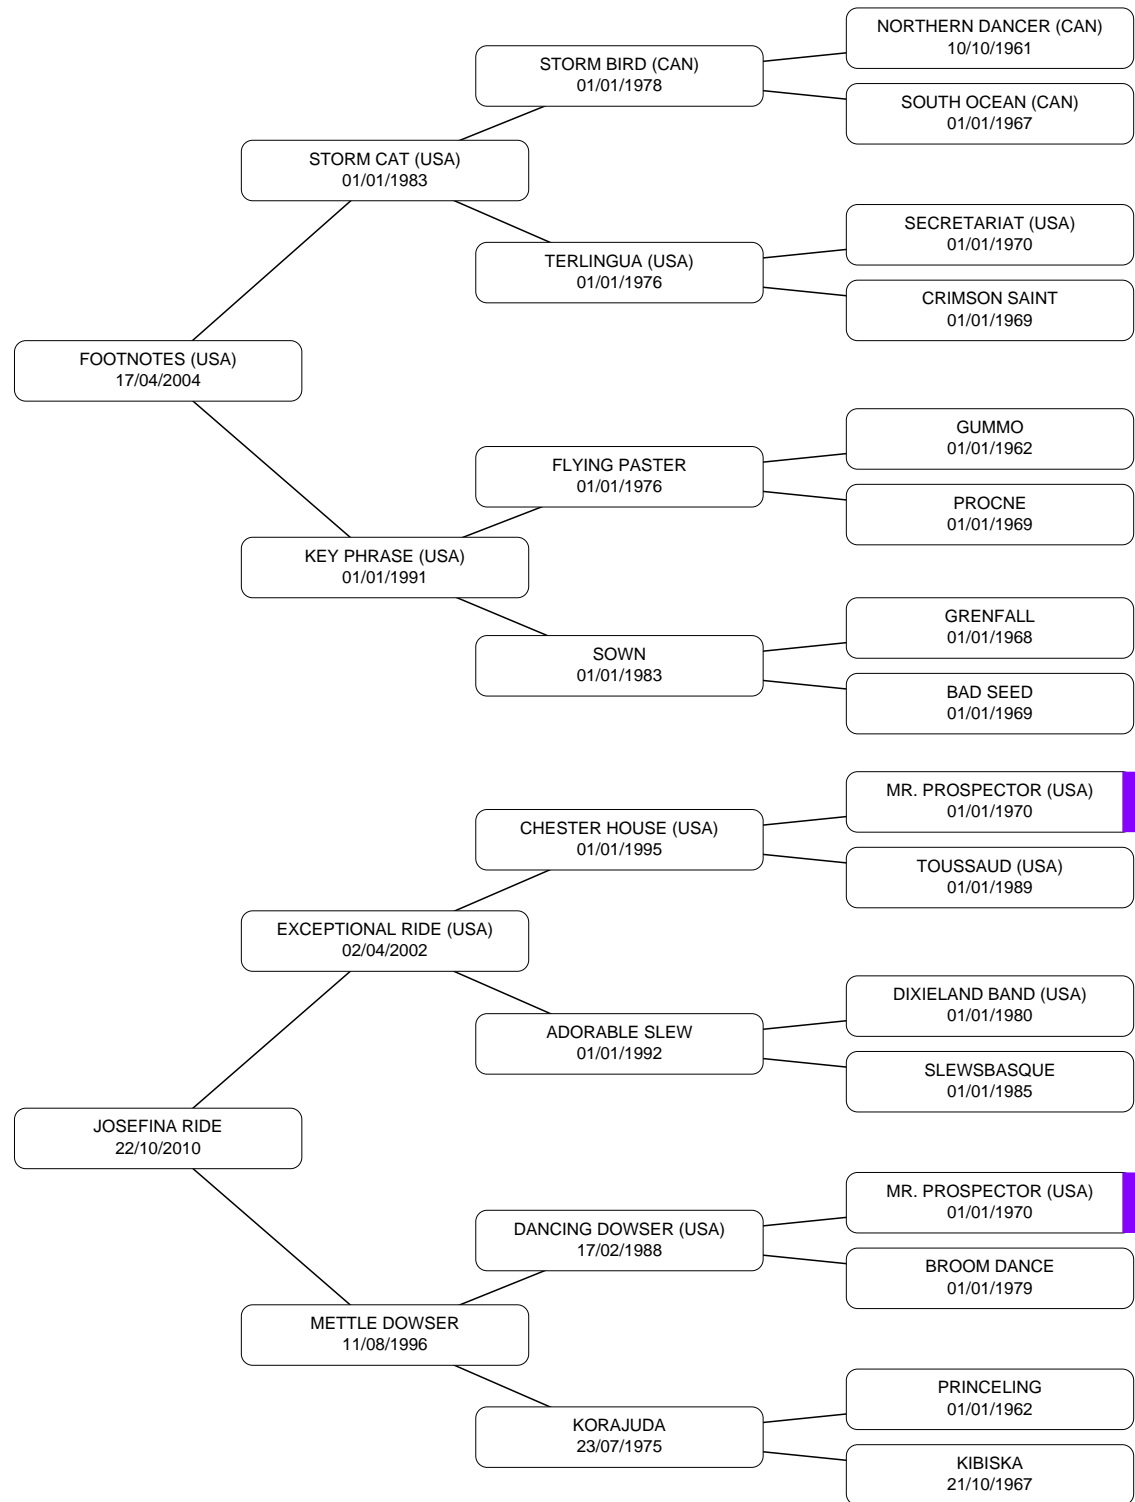 NORTHERN DANCER (CAN)
10/10/1961
STORM BIRD (CAN)
01/01/1978
SOUTH OCEAN (CAN)
01/01/1967
STORM CAT (USA)
01/01/1983
SECRETARIAT (USA)
01/01/1970
TERLINGUA (USA)
01/01/1976
CRIMSON SAINT
01/01/1969
FOOTNOTES (USA)
17/04/2004
GUMMO
01/01/1962
FLYING PASTER
01/01/1976
PROCNE
01/01/1969
KEY PHRASE (USA)
01/01/1991
GRENFALL
01/01/1968
SOWN
01/01/1983
BAD SEED
01/01/1969
MR. PROSPECTOR (USA)
01/01/1970
CHESTER HOUSE (USA)
01/01/1995
TOUSSAUD (USA)
01/01/1989
EXCEPTIONAL RIDE (USA)
02/04/2002
DIXIELAND BAND (USA)
01/01/1980
ADORABLE SLEW
01/01/1992
SLEWSBASQUE
01/01/1985
JOSEFINA RIDE
22/10/2010
MR. PROSPECTOR (USA)
01/01/1970
DANCING DOWSER (USA)
17/02/1988
BROOM DANCE
01/01/1979
METTLE DOWSER
11/08/1996
PRINCELING
01/01/1962
KORAJUDA
23/07/1975
KIBISKA
21/10/1967